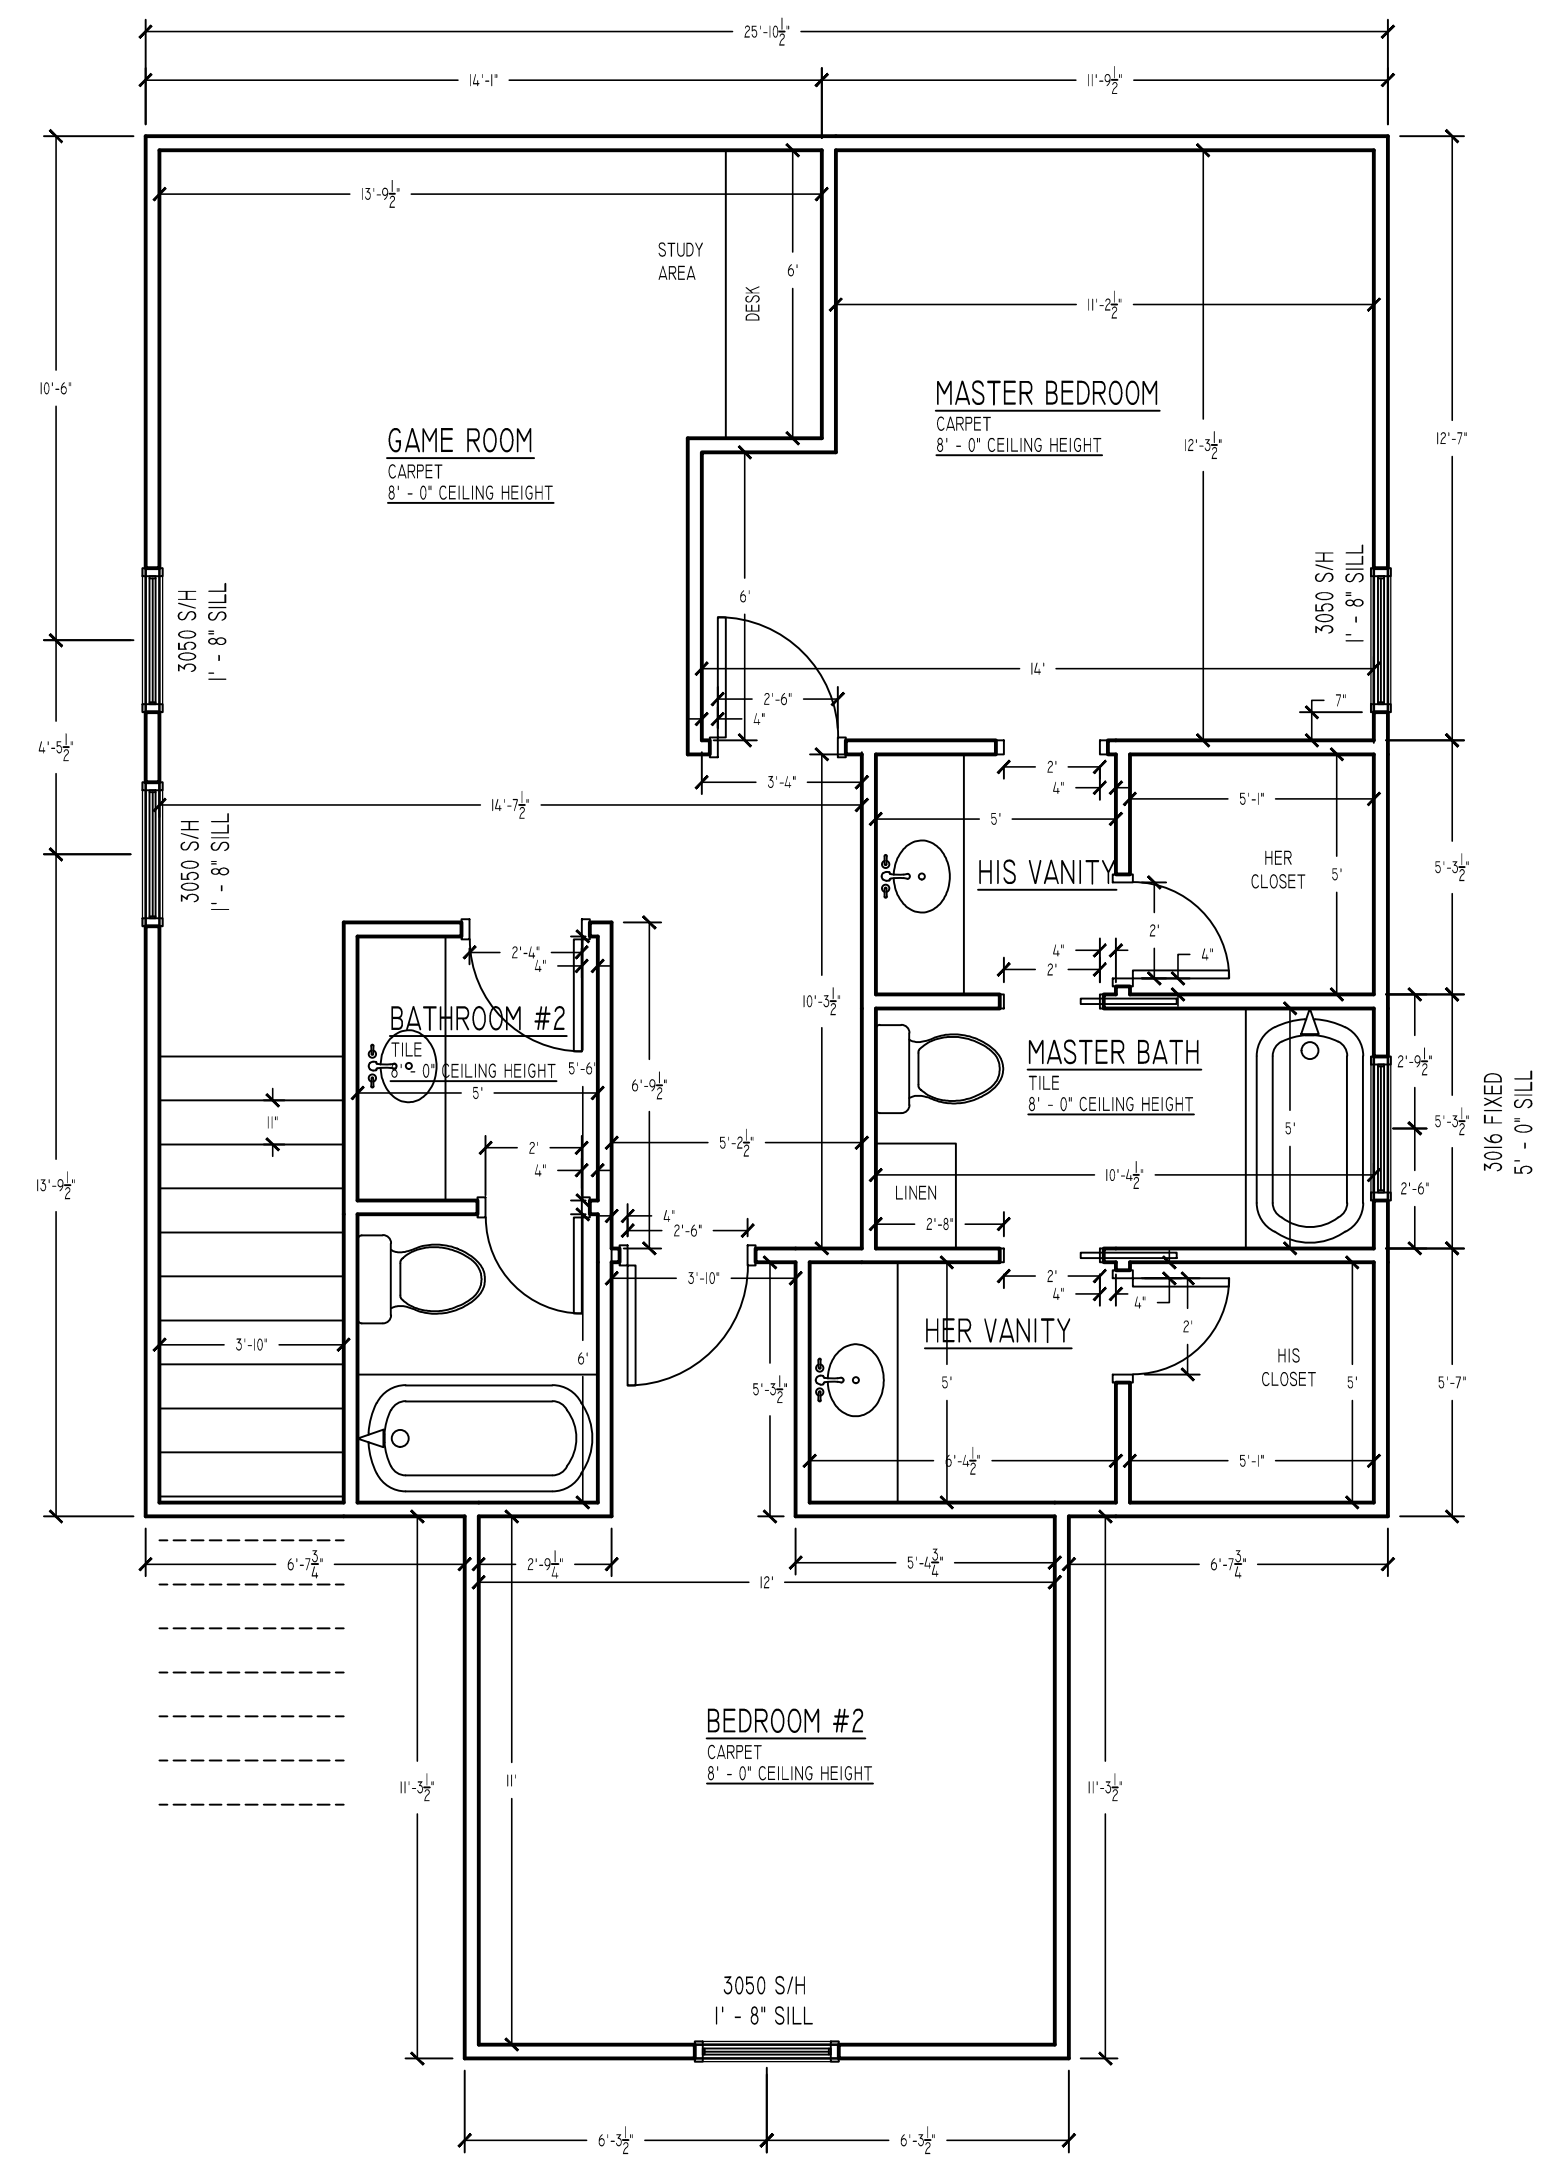 25'-10 1/2"
14'-1"
11'-9 1/2"
13'-9 1/2"
STUDY
AREA
6'
DESK
11'-2 1/2"
10'-6"
MASTER BEDROOM
CARPET
8' - 0" CEILING HEIGHT
GAME ROOM
CARPET
8' - 0" CEILING HEIGHT
12'-3 1/2"
12'-7"
3050 S/H
1' - 8" SILL
3050 S/H
1' - 8" SILL
6'
14'
2'-6"
4"
7"
4'-5 1/2"
3'-4"
2'
4"
5'-1"
14'-7 1/2"
5'
3050 S/H
1' - 8" SILL
HIS VANITY
HER
CLOSET
5'
5'-3 1/2"
2'
2'-4"
4"
4"
2'
4"
10'-3 1/2"
BATHROOM #2
TILE
8' - 0" CEILING HEIGHT
5'-6"
5'
6'-9 1/2"
MASTER BATH
TILE
8' - 0" CEILING HEIGHT
2'-9 1/2"
3016 FIXED
5' - 0" SILL
11"
5'-2 1/2"
5'
5'-3 1/2"
2'
4"
10'-4 1/2"
13'-9 1/2"
LINEN
2'-6"
4"
2'-6"
2'-8"
3'-10"
2'
4"
4"
HER VANITY
2'
3'-10"
6'
5'-3 1/2"
5'
HIS
CLOSET
5'
5'-7"
6'-4 1/2"
5'-1"
6'-7 3/4"
2'-9 1/4"
12'
5'-4 3/4"
6'-7 3/4"
BEDROOM #2
CARPET
8' - 0" CEILING HEIGHT
11'-3 1/2"
11'
11'-3 1/2"
3050 S/H
1' - 8" SILL
6'-3 1/2"
6'-3 1/2"